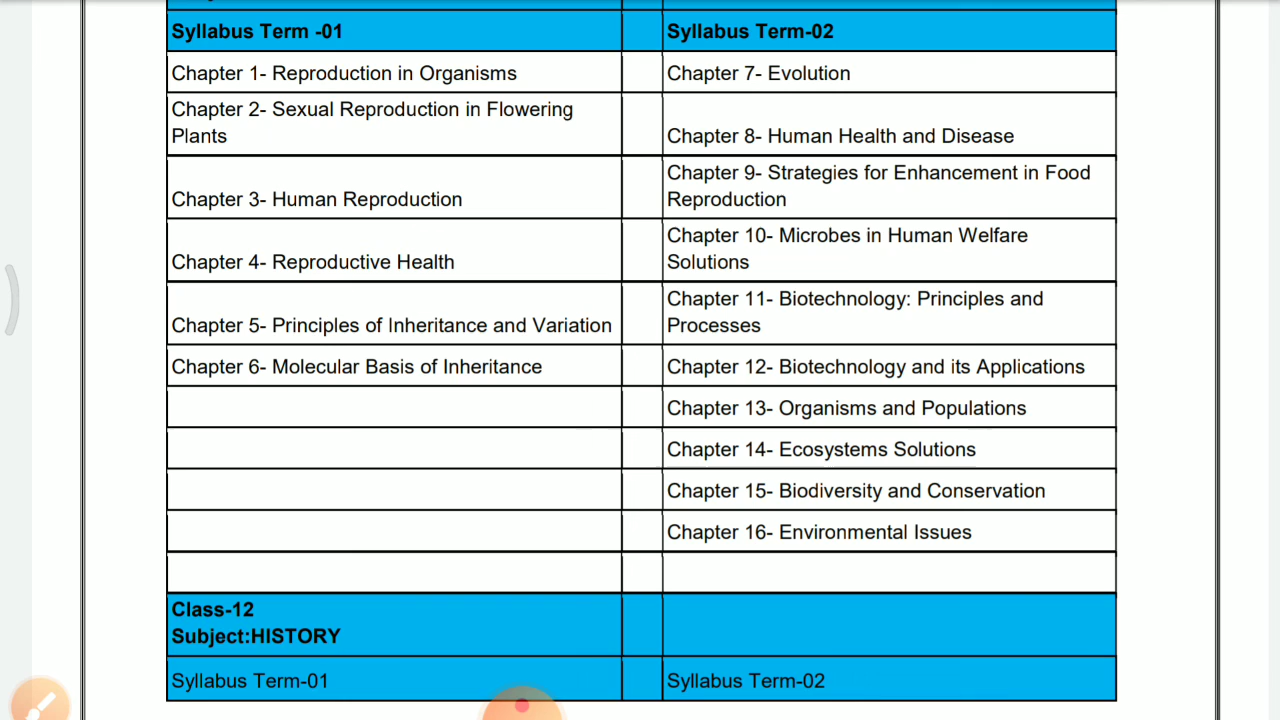 Syllabus Term -01
Syllabus Term-02
Chapter 1- Reproduction in Organisms
Chapter 7- Evolution
Chapter 2- Sexual Reproduction in Flowering
Plants
Chapter 8- Human Health and Disease
Chapter 3- Human Reproduction
Chapter 9- Strategies for Enhancement in Food
Reproduction
Chapter 4- Reproductive Health
Chapter 10- Microbes in Human Welfare
Solutions
Chapter 5- Principles of Inheritance and Variation
Chapter 11- Biotechnology: Principles and
Processes
Chapter 6- Molecular Basis of Inheritance
Chapter 12- Biotechnology and its Applications
Chapter 13- Organisms and Populations
Chapter 14- Ecosystems Solutions
Chapter 15- Biodiversity and Conservation
Chapter 16- Environmental Issues
Class-12
Subject:HISTORY
Syllabus Term-01
Syllabus Term-02